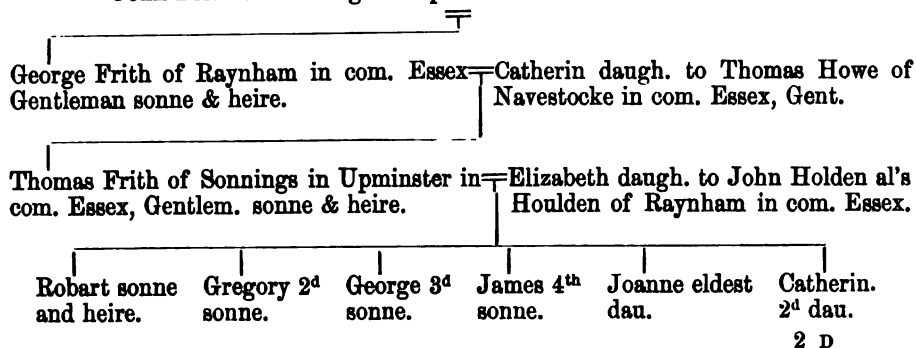 George Frith of Raynham in com. Essex Catherin daugh. to Thomas Howe of
Gentleman sonne & heire. Navestocke in com. Essex, Gent.
Thomas Frith of Sonnings in Upminster in Elizabeth daugh. to John Holden al's
com. Essex, Gentlem. sonne & heire. Houlden of Raynham in com. Essex.
Robart sonne Gregory 2d George 3d James 4th Joanne eldest Catherin.
and heire. sonne. sonne. sonne. dau. 2d dau.
2 D